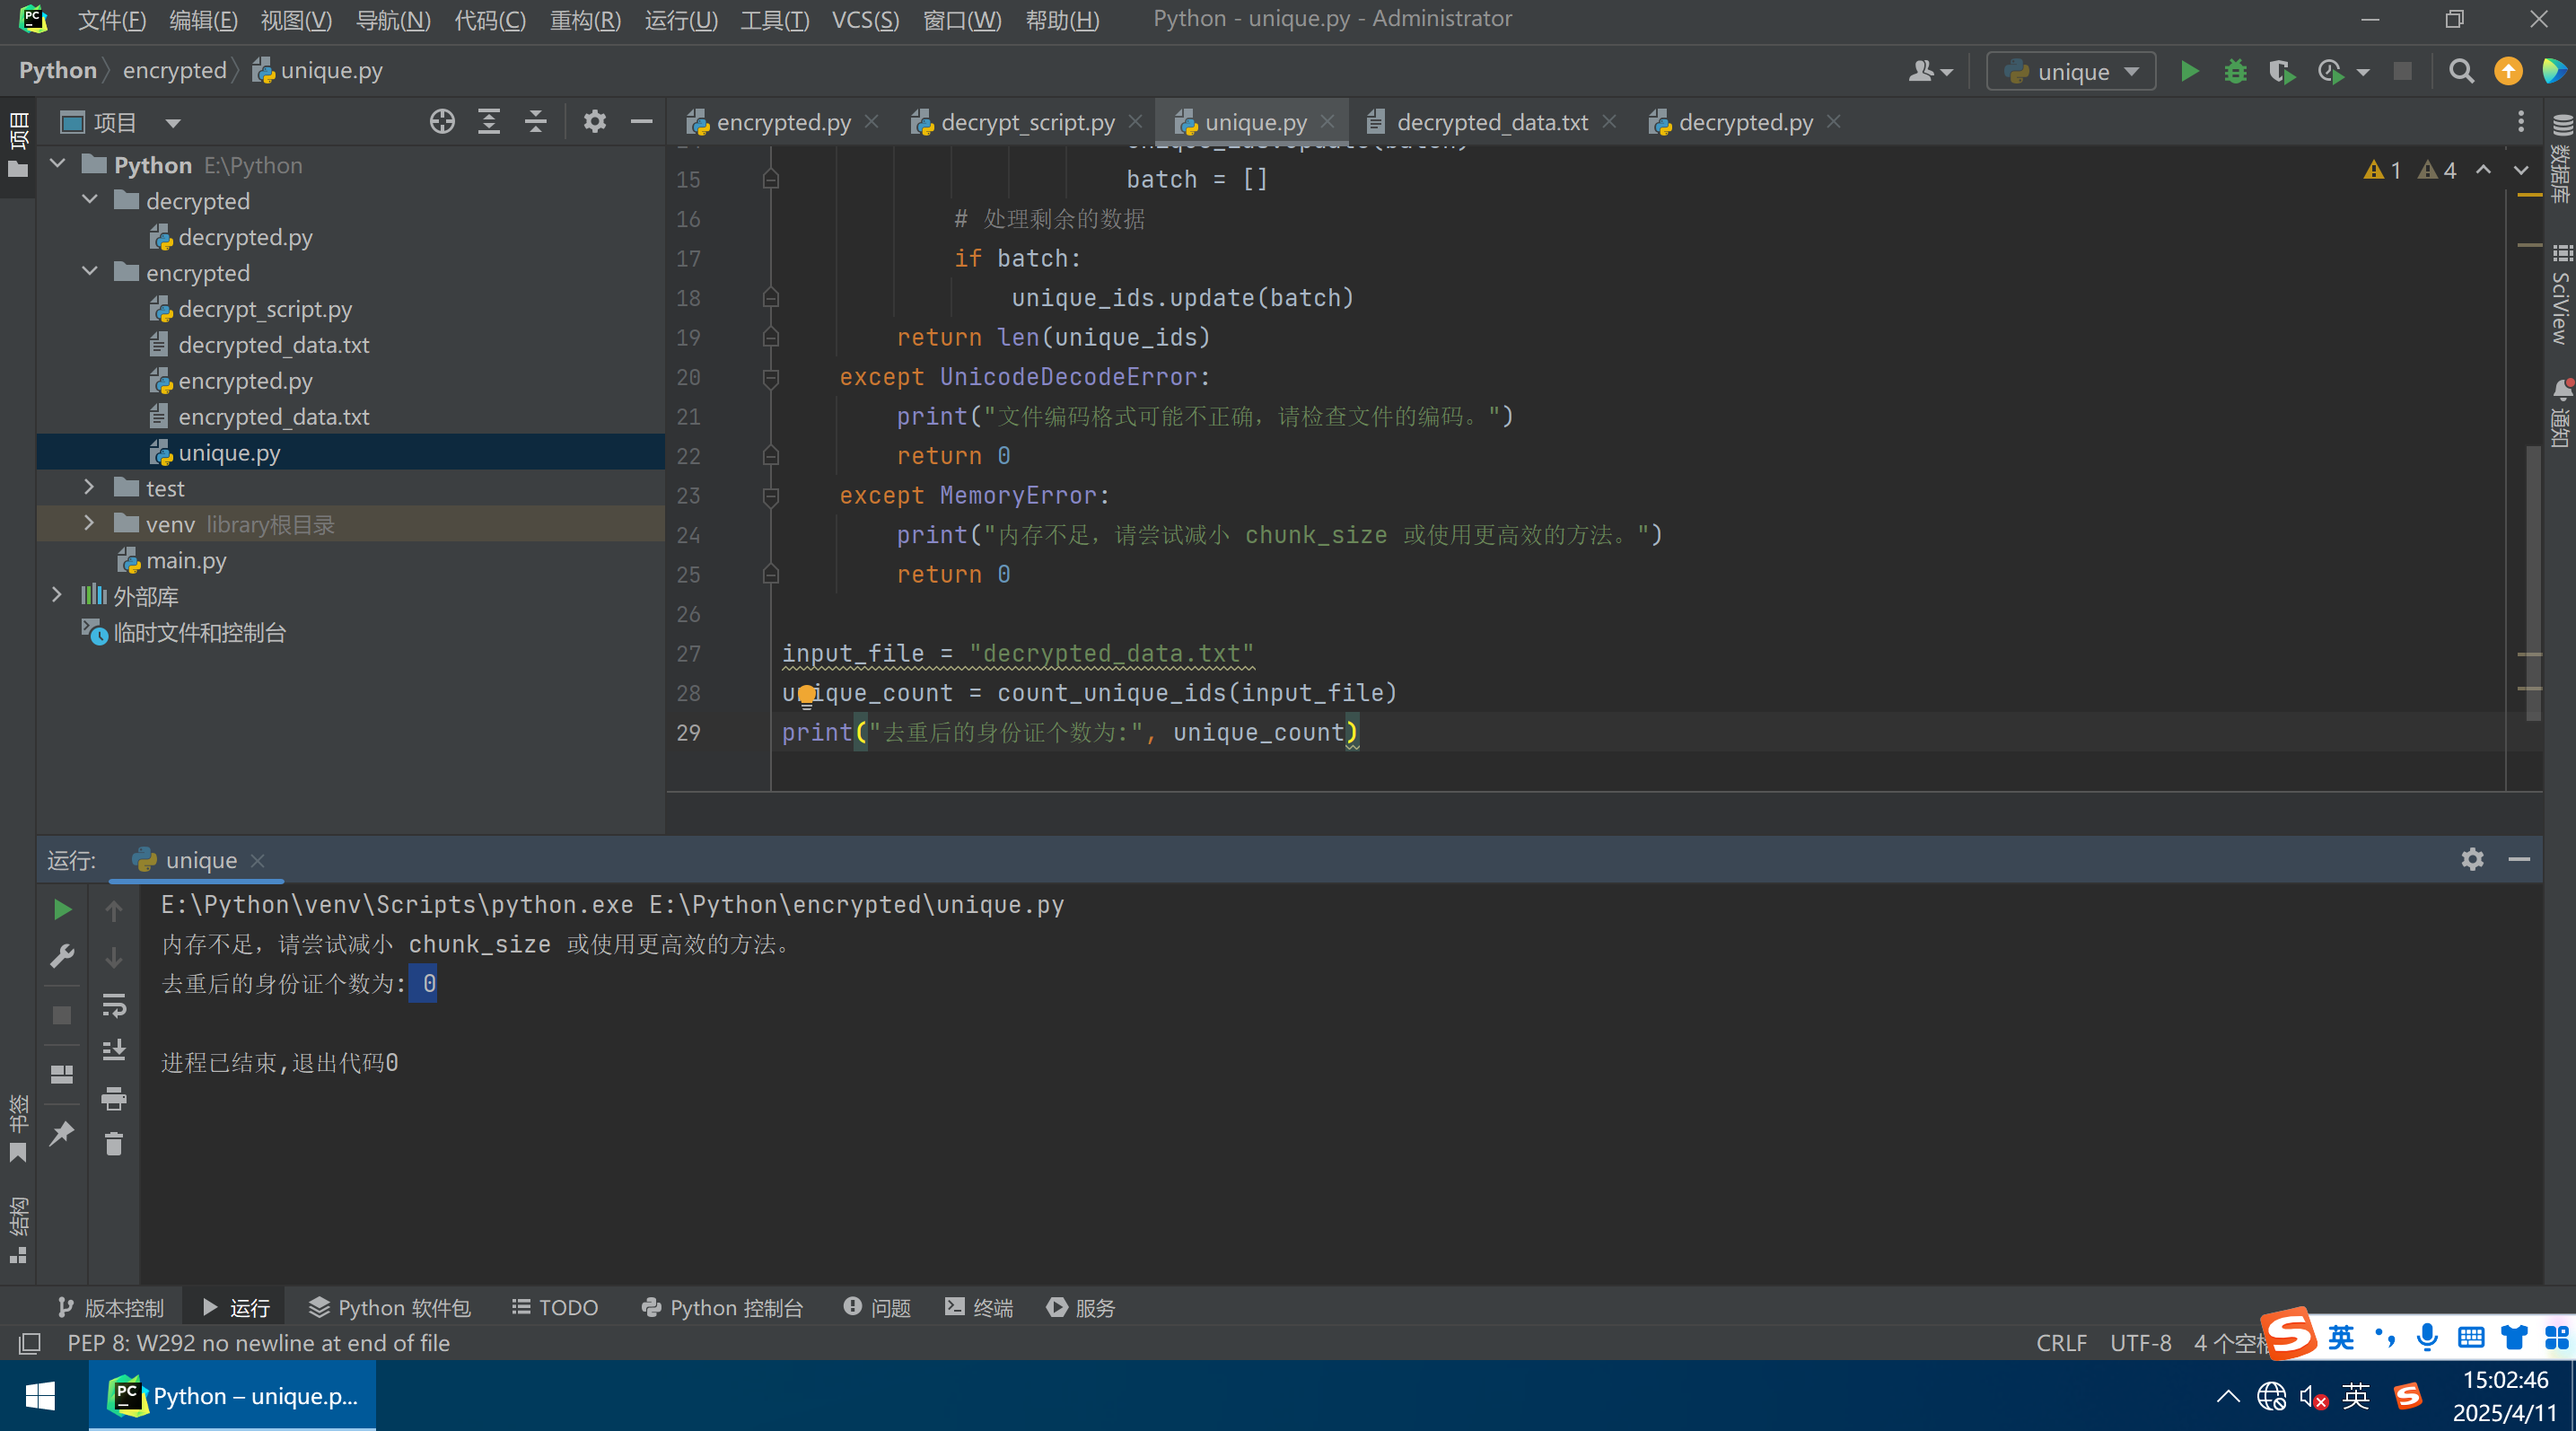 文件(F) 编辑(E) 视图(V) 导航(N) 代码(C) 重构(R) 运行(U) 工具(T) VCS(S) 窗口(W) 帮助(H) Python - unique.py - Administrator
Python encrypted unique.py
unique
项目
encrypted.py decrypt_script.py unique.py decrypted_data.txt decrypted.py
项目
Python E:\Python
decrypted
decrypted.py
encrypted
decrypt_script.py
decrypted_data.txt
encrypted.py
encrypted_data.txt
unique.py
test
venv library根目录
main.py
外部库
临时文件和控制台
1 4
15 batch = []
16 # 处理剩余的数据
17 if batch:
18 unique_ids.update(batch)
19 return len(unique_ids)
20 except UnicodeDecodeError:
21 print("文件编码格式可能不正确，请检查文件的编码。")
22 return 0
23 except MemoryError:
24 print("内存不足，请尝试减小 chunk_size 或使用更高效的方法。")
25 return 0
26
27 input_file = "decrypted_data.txt"
28 unique_count = count_unique_ids(input_file)
29 print("去重后的身份证个数为:", unique_count)
数据库
SciView
通知
运行: unique
E:\Python\venv\Scripts\python.exe E:\Python\encrypted\unique.py
内存不足，请尝试减小 chunk_size 或使用更高效的方法。
去重后的身份证个数为: 0
进程已结束,退出代码0
书签
结构
版本控制 运行 Python 软件包 TODO Python 控制台 问题 终端 服务
PEP 8: W292 no newline at end of file
CRLF UTF-8 4 个空格
英
Python – unique.p...
英
15:02:46
2025/4/11